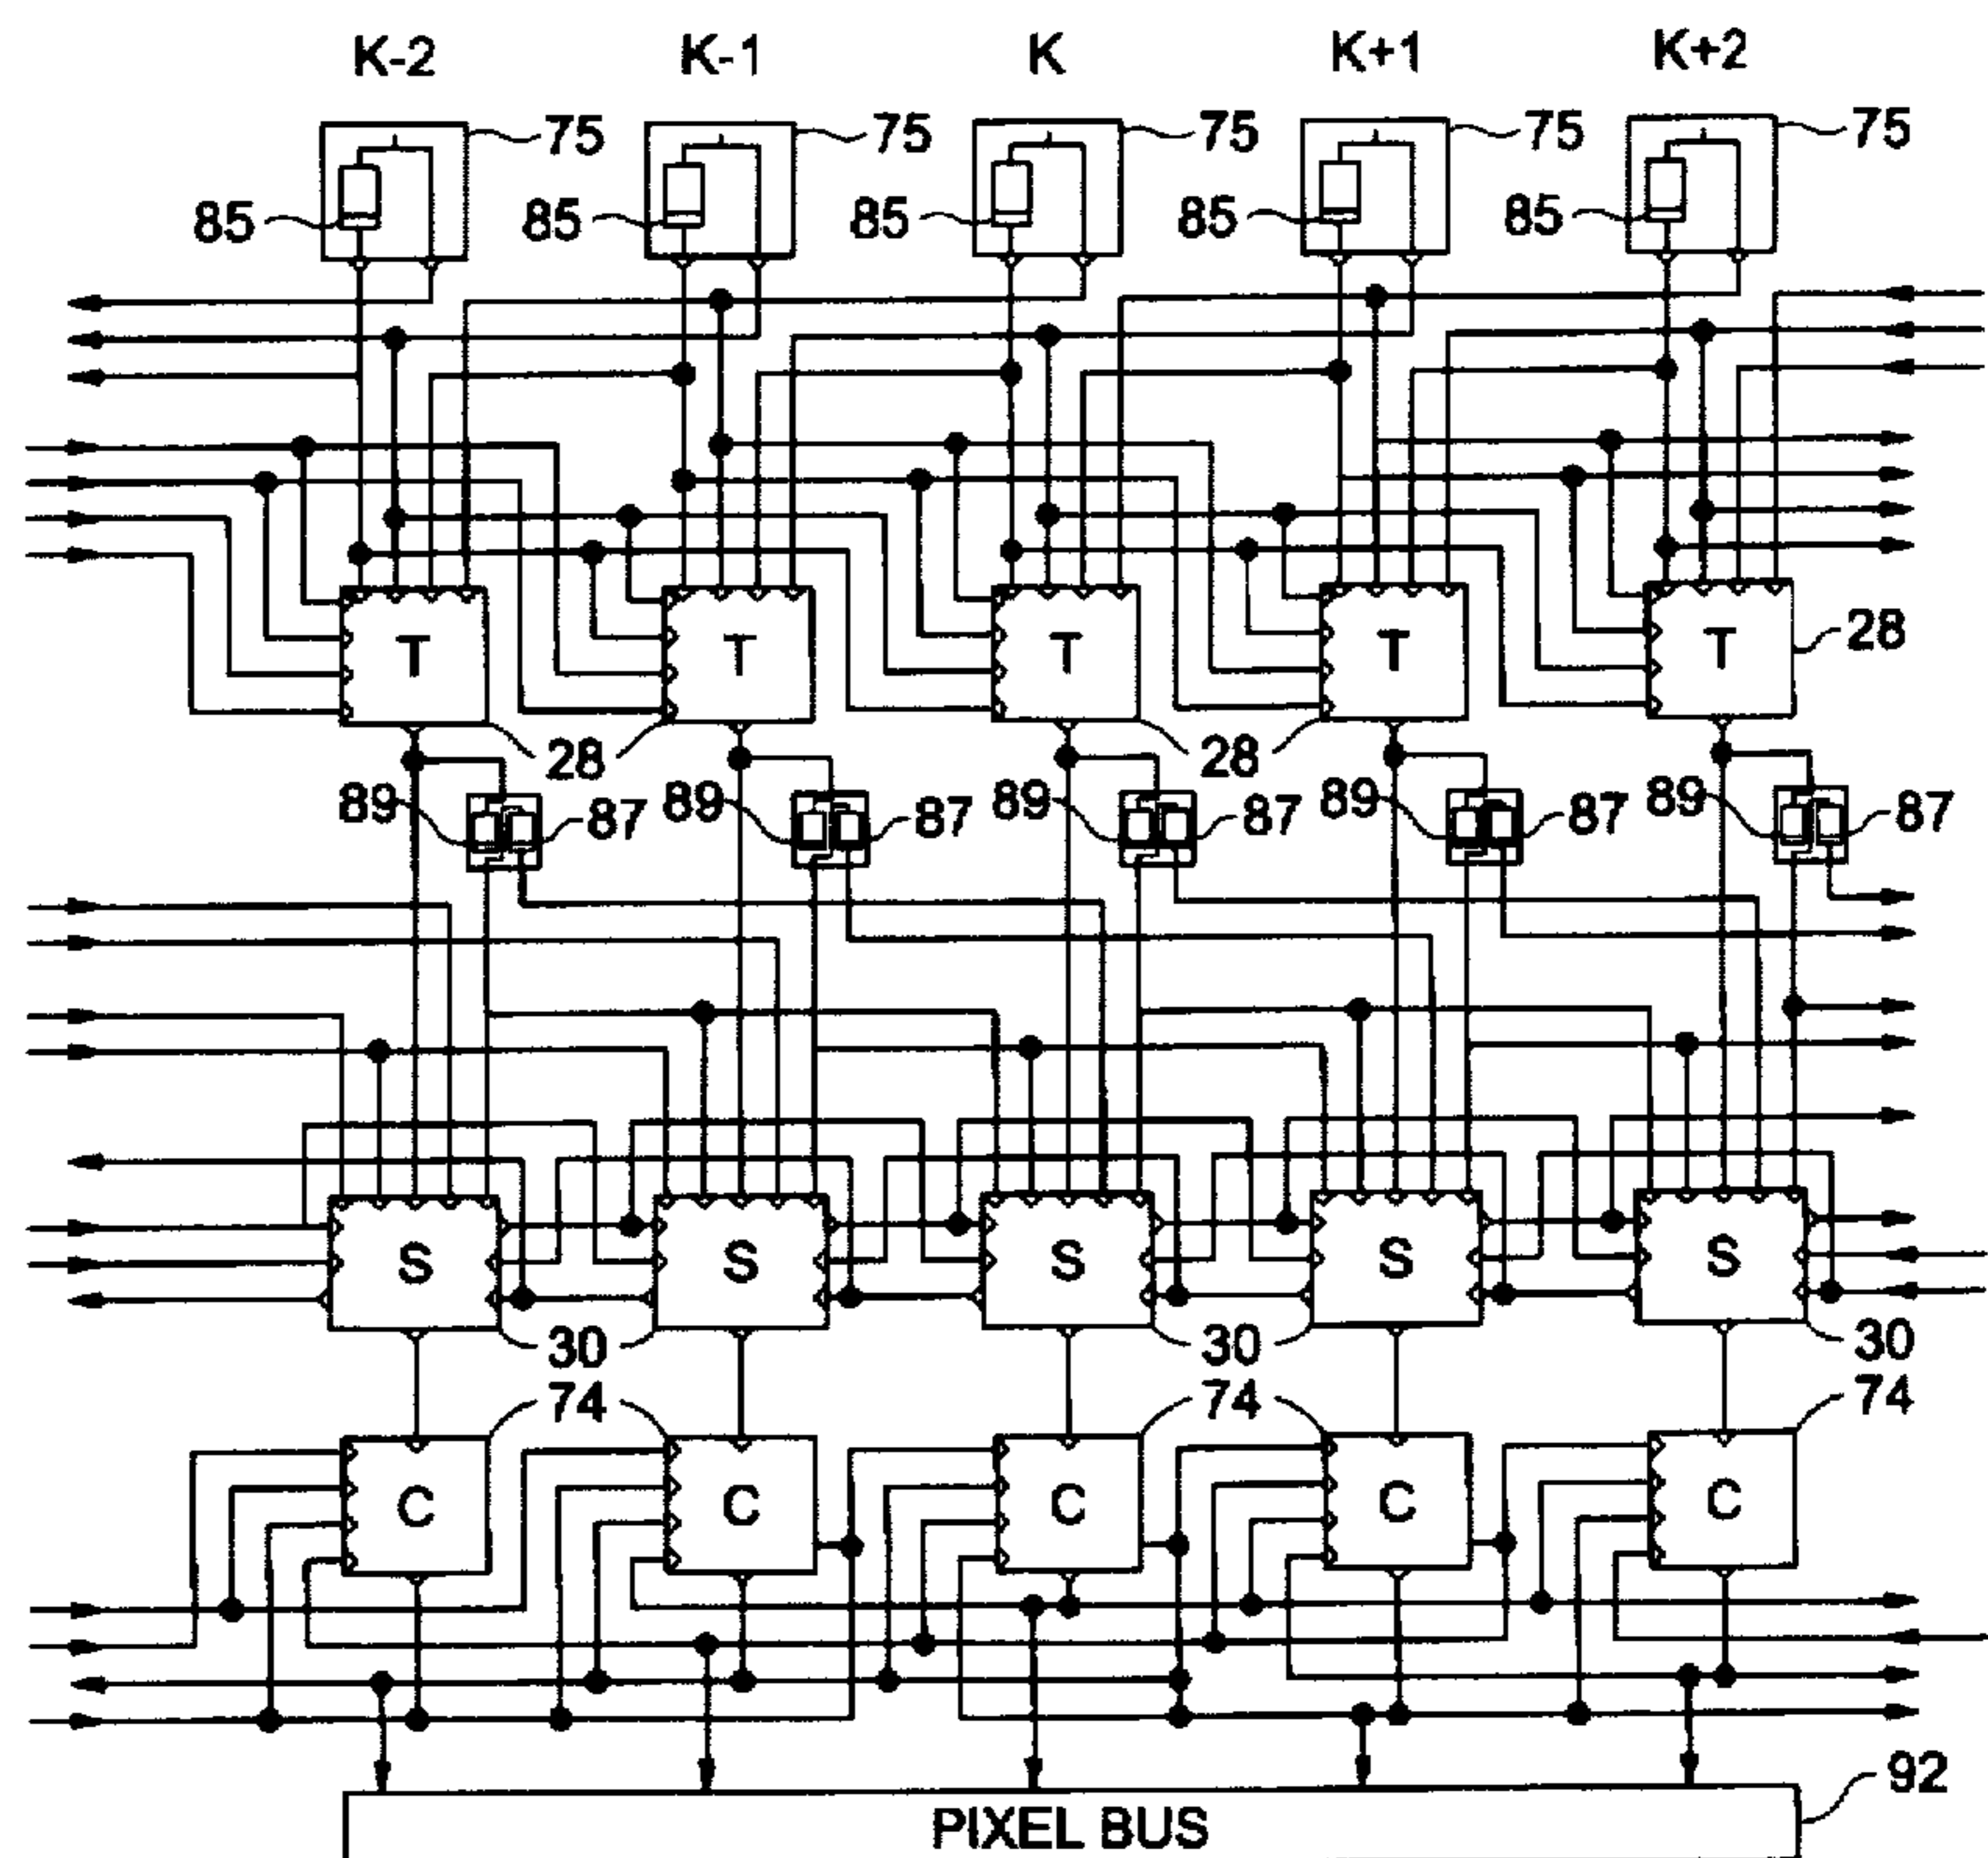 K-2 K-1 K K+1 K+2
75 75 75 75 75
85 85 85 85 85
T T T T T 28
28 28
89 87 89 87 89 87 89 87 89 87
S S S S S
30 30 30
74 74 74
C C C C C
92
PIXEL BUS